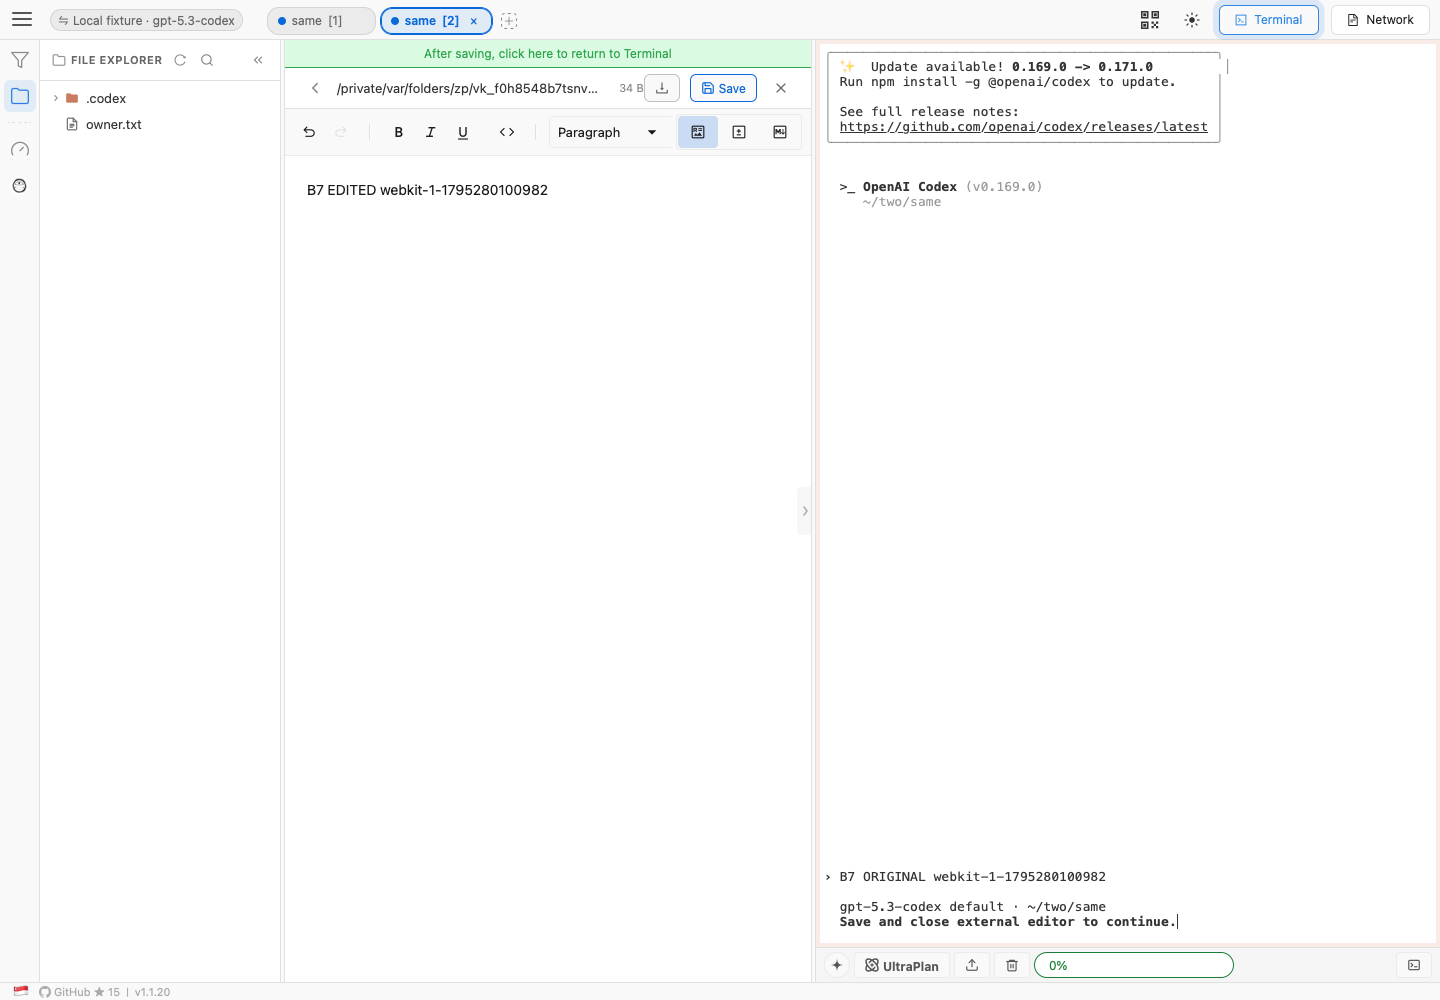 Local fixture · gpt-5.3-codex
same [1]
same [2] ×
Terminal
Network
FILE EXPLORER
.codex
owner.txt
After saving, click here to return to Terminal
/private/var/folders/zp/vk_f0h8548b7tsnv... 34 B
Save
B I U
Paragraph
B7 EDITED webkit-1-1795280100982
✨ Update available! 0.169.0 -> 0.171.0
Run npm install -g @openai/codex to update.
See full release notes:
https://github.com/openai/codex/releases/latest
>_ OpenAI Codex (v0.169.0)
~/two/same
› B7 ORIGINAL webkit-1-1795280100982
gpt-5.3-codex default · ~/two/same
Save and close external editor to continue.
UltraPlan
0%
GitHub ★ 15 | v1.1.20